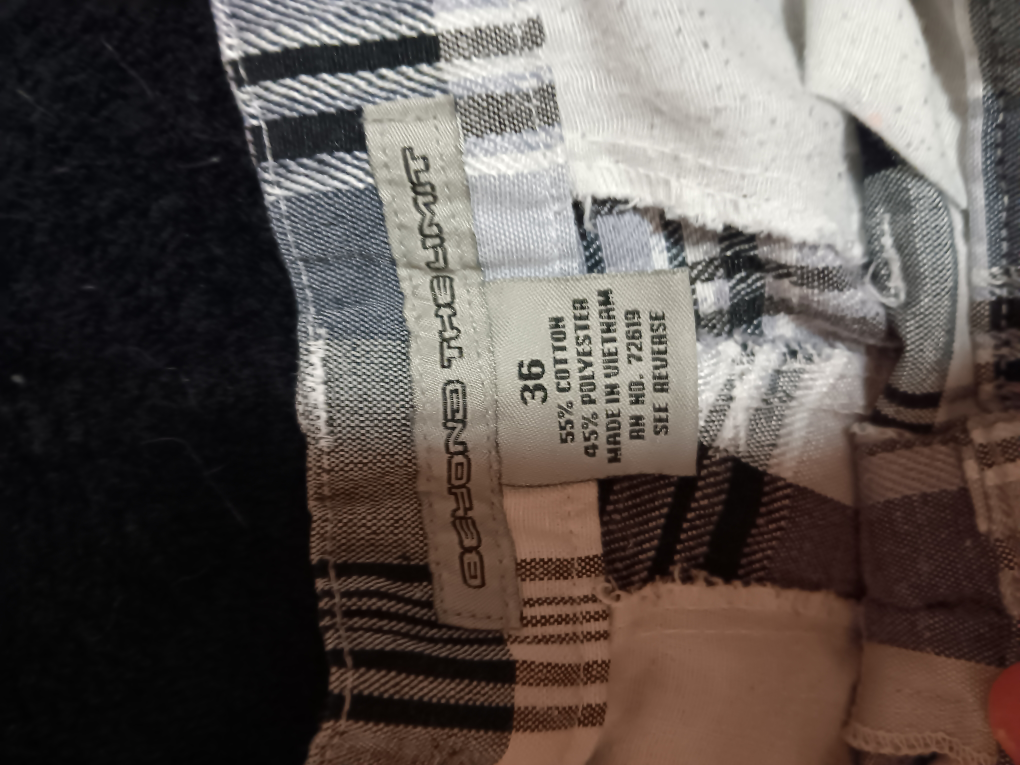 BEYOND THE LIMIT
36
55% COTTON
45% POLYESTER
MADE IN VIETNAM
RN NO. 72619
SEE REVERSE